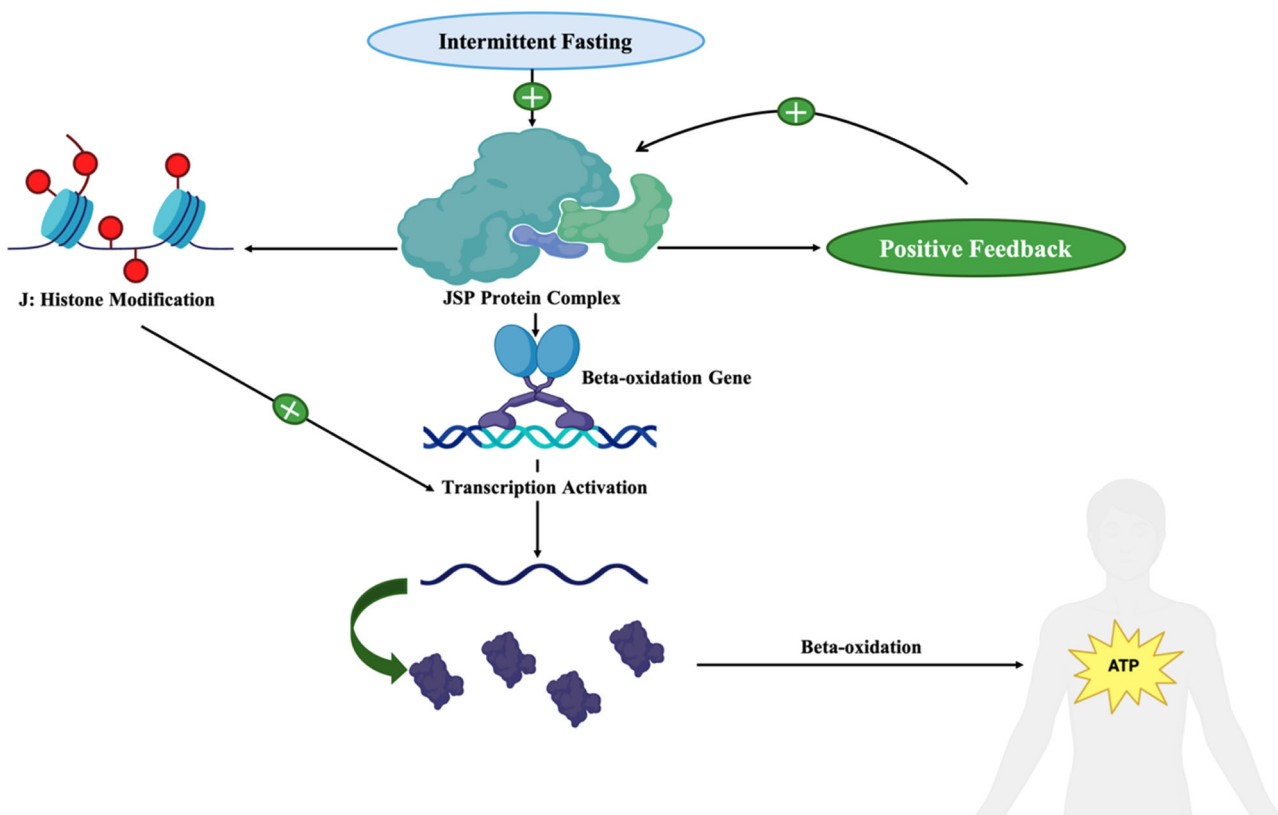 Intermittent Fasting
Positive Feedback
J: Histone Modification
JSP Protein Complex
Beta-oxidation Gene
Transcription Activation
Beta-oxidation
ATP